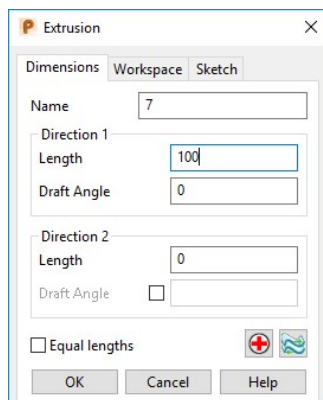 Extrusion
Dimensions Workspace Sketch
Name 7
Direction 1
Length 100
Draft Angle 0
Direction 2
Length 0
Draft Angle
Equal lengths
OK Cancel Help